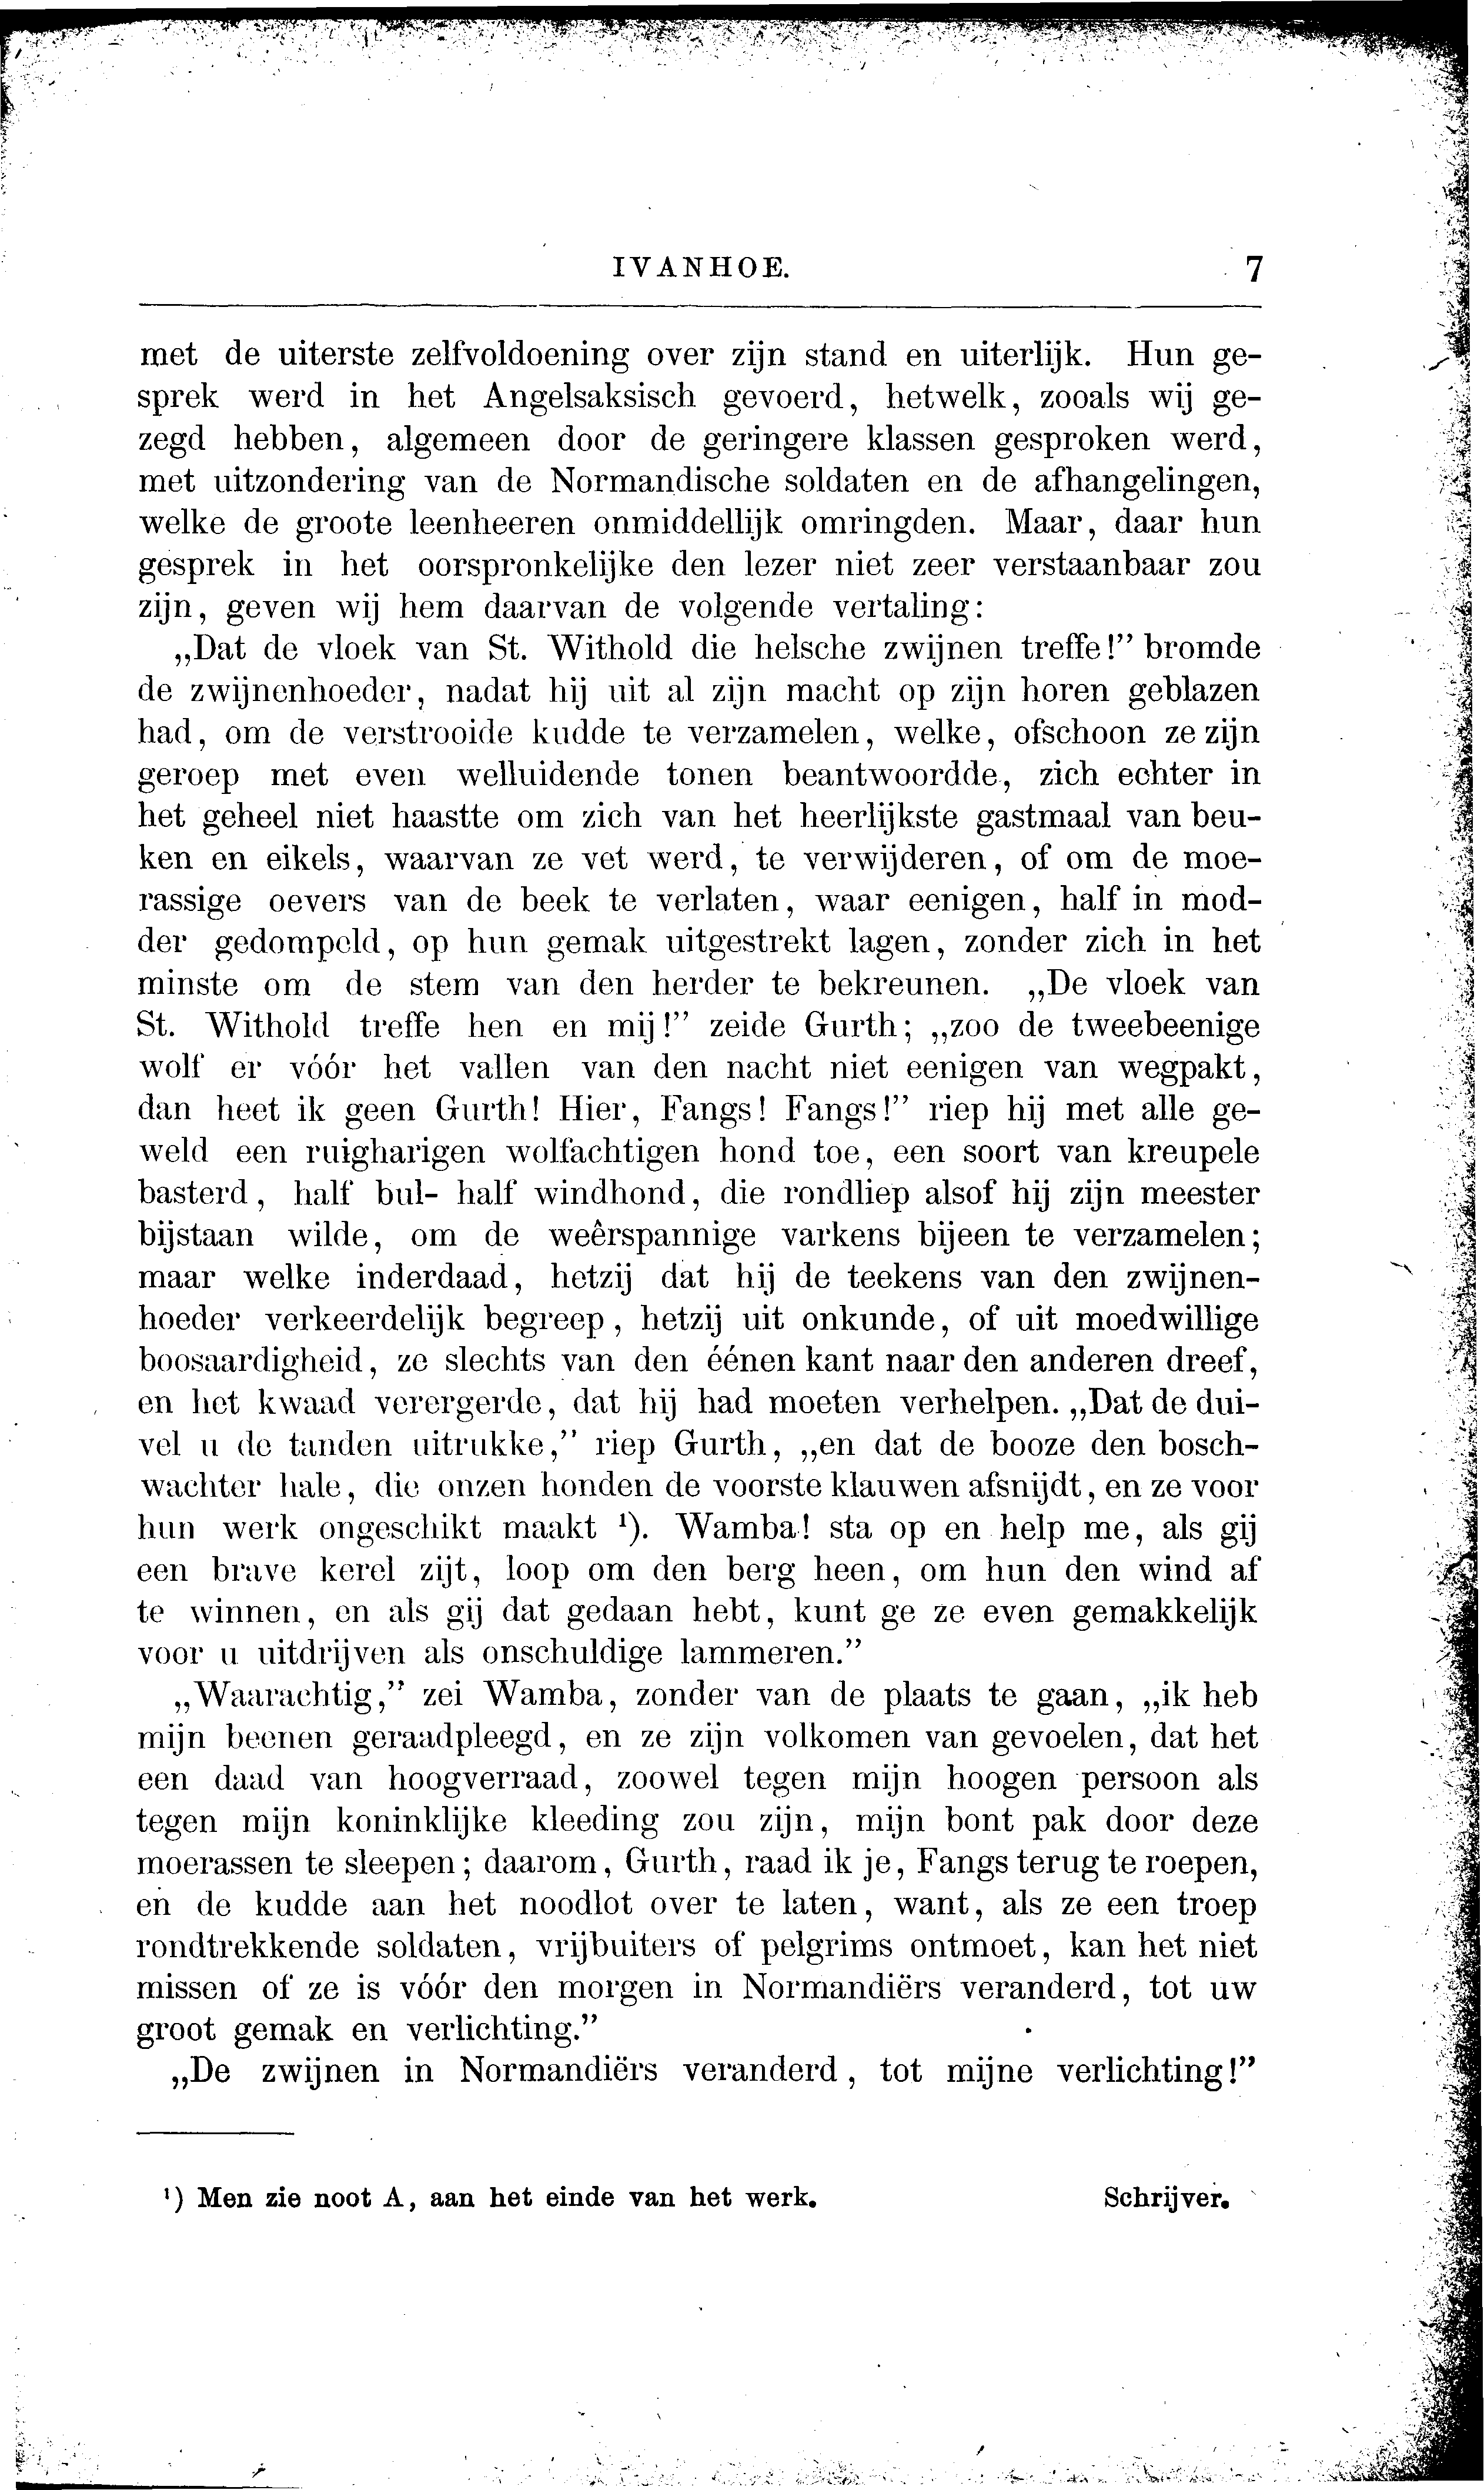 IVANHOE. 7
met de uiterste zelfvoldoening over zijn stand en uiterlijk. Hun ge-
sprek werd in het Angelsaksisch gevoerd, hetwelk, zooals wij ge-
zegd hebben, algemeen door de geringere klassen gesproken werd,
met uitzondering van de Normandische soldaten en de afhangelingen,
welke de groote leenheeren onmiddellijk omringden. Maar, daar hun
gesprek in het oorspronkelijke den lezer niet zeer verstaanbaar zou
zijn, geven wij hem daarvan de volgende vertaling:
„Dat de vloek van St. Withold die helsche zwijnen treffe!” bromde
de zwijnenhoeder, nadat hij uit al zijn macht op zijn horen geblazen
had, om de verstrooide kudde te verzamelen, welke, ofschoon ze zijn
geroep met even welluidende tonen beantwoordde, zich echter in
het geheel niet haastte om zich van het heerlijkste gastmaal van beu-
ken en eikels, waarvan ze vet werd, te verwijderen, of om de moe-
rassige oevers van de beek te verlaten, waar eenigen, half in mod-
der gedompeld, op hun gemak uitgestrekt lagen, zonder zich in het
minste om de stem van den herder te bekreunen. „De vloek van
St. Withold treffe hen en mij!” zeide Gurth; „zoo de tweebeenige
wolf er vóór het vallen van den nacht niet eenigen van wegpakt,
dan heet ik geen Gurth! Hier, Fangs! Fangs!” riep hij met alle ge-
weld een ruigharigen wolfachtigen hond toe, een soort van kreupele
basterd, half bul- half windhond, die rondliep alsof hij zijn meester
bijstaan wilde, om de weêrspannige varkens bijeen te verzamelen;
maar welke inderdaad, hetzij dat hij de teekens van den zwijnen-
hoeder verkeerdelijk begreep, hetzij uit onkunde, of uit moedwillige
boosaardigheid, ze slechts van den éénen kant naar den anderen dreef,
en het kwaad verergerde, dat hij had moeten verhelpen. „Dat de dui-
vel u de tanden uitrukke,” riep Gurth, „en dat de booze den bosch-
wachter hale, die onzen honden de voorste klauwen afsnijdt, en ze voor
hun werk ongeschikt maakt ¹). Wamba! sta op en help me, als gij
een brave kerel zijt, loop om den berg heen, om hun den wind af
te winnen, en als gij dat gedaan hebt, kunt ge ze even gemakkelijk
voor u uitdrijven als onschuldige lammeren.”
„Waarachtig,” zei Wamba, zonder van de plaats te gaan, „ik heb
mijn beenen geraadpleegd, en ze zijn volkomen van gevoelen, dat het
een daad van hoogverraad, zoowel tegen mijn hoogen persoon als
tegen mijn koninklijke kleeding zou zijn, mijn bont pak door deze
moerassen te sleepen; daarom, Gurth, raad ik je, Fangs terug te roepen,
en de kudde aan het noodlot over te laten, want, als ze een troep
rondtrekkende soldaten, vrijbuiters of pelgrims ontmoet, kan het niet
missen of ze is vóór den morgen in Normandiërs veranderd, tot uw
groot gemak en verlichting.”
„De zwijnen in Normandiërs veranderd, tot mijne verlichting!”
¹) Men zie noot A, aan het einde van het werk. Schrijver.